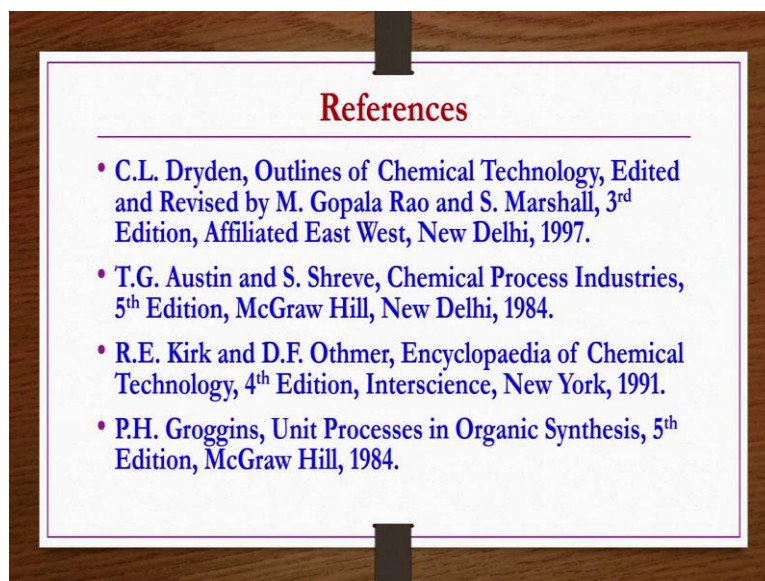 References
• C.L. Dryden, Outlines of Chemical Technology, Edited
and Revised by M. Gopala Rao and S. Marshall, 3rd
Edition, Affiliated East West, New Delhi, 1997.
• T.G. Austin and S. Shreve, Chemical Process Industries,
5th Edition, McGraw Hill, New Delhi, 1984.
• R.E. Kirk and D.F. Othmer, Encyclopaedia of Chemical
Technology, 4th Edition, Interscience, New York, 1991.
• P.H. Groggins, Unit Processes in Organic Synthesis, 5th
Edition, McGraw Hill, 1984.